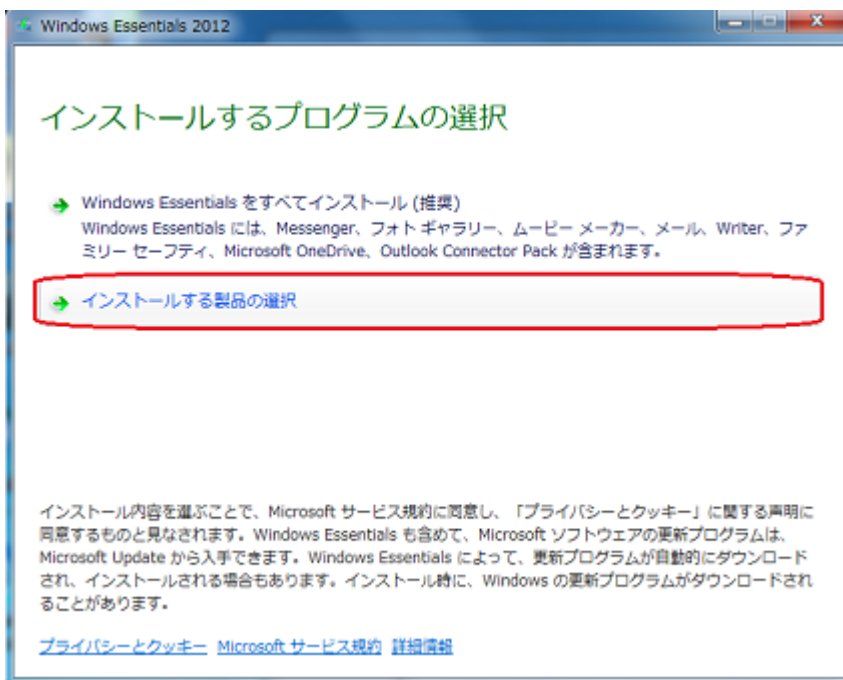 Windows Essentials 2012
インストールするプログラムの選択
Windows Essentials をすべてインストール (推奨)
Windows Essentials には、Messenger、フォト ギャラリー、ムービー メーカー、メール、Writer、ファ
ミリー セーフティ、Microsoft OneDrive、Outlook Connector Pack が含まれます。
インストールする製品の選択
インストール内容を選ぶことで、Microsoft サービス規約に同意し、「プライバシーとクッキー」に関する声明に
同意するものと見なされます。Windows Essentials も含めて、Microsoft ソフトウェアの更新プログラムは、
Microsoft Update から入手できます。Windows Essentials によって、更新プログラムが自動的にダウンロード
され、インストールされる場合もあります。インストール時に、Windows の更新プログラムがダウンロードされ
ることがあります。
プライバシーとクッキー Microsoft サービス規約 詳細情報